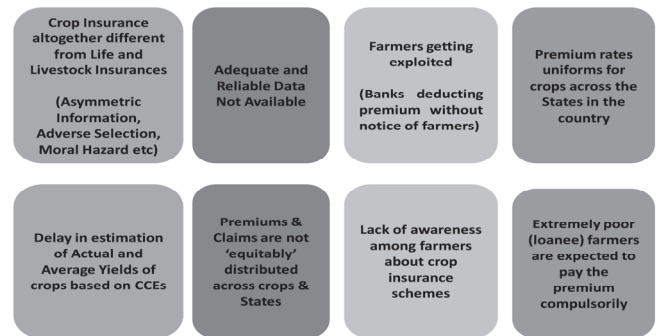 Crop Insurance
altogether different
from Life and
Livestock Insurances
(Asymmetric
Information,
Adverse Selection,
Moral Hazard etc)
Adequate and
Reliable Data
Not Available
Farmers getting
exploited
(Banks deducting
premium without
notice of farmers)
Premium rates
uniforms for
crops across the
States in the
country
Delay in estimation
of Actual and
Average Yields of
crops based on CCEs
Premiums &
Claims are not
‘equitably’
distributed
across crops &
States
Lack of awareness
among farmers
about crop
insurance
schemes
Extremely poor
(loanee) farmers
are expected to
pay the
premium
compulsorily